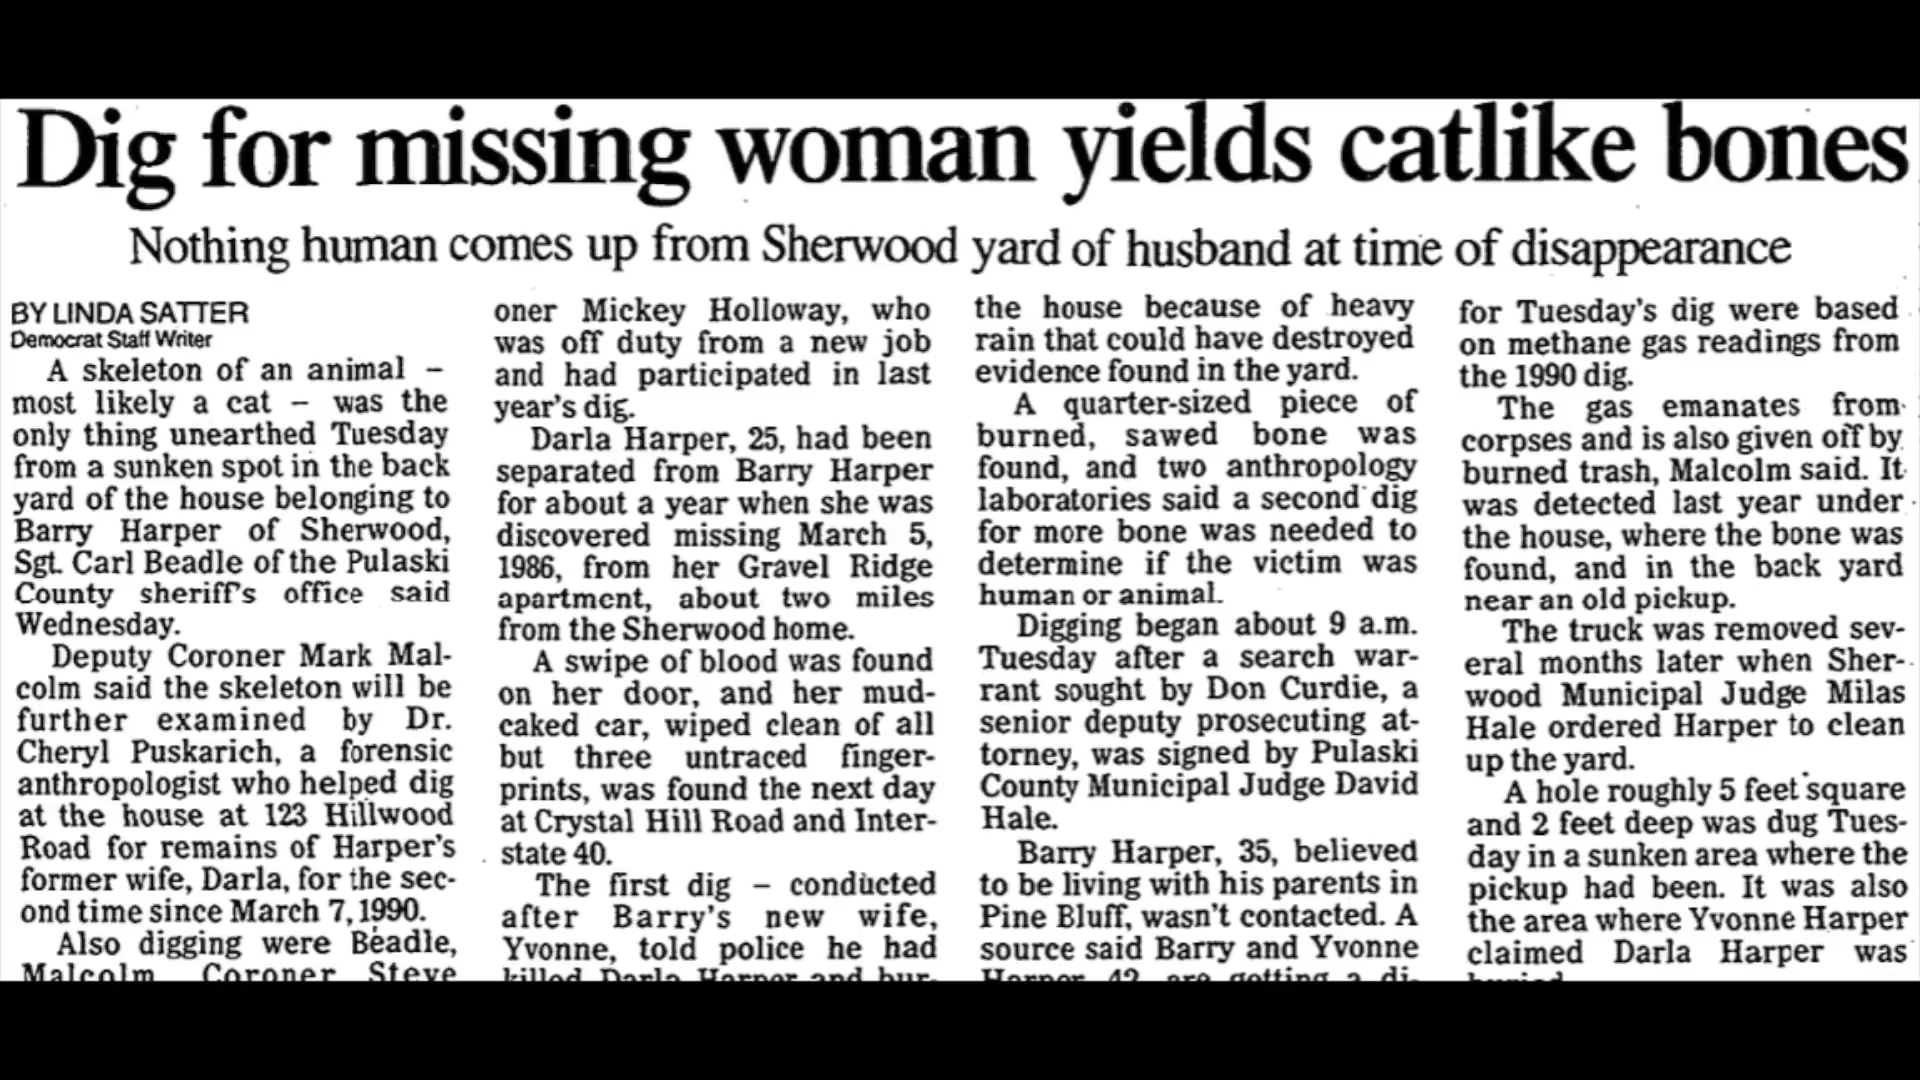 Dig for missing woman yields catlike bones
Nothing human comes up from Sherwood yard of husband at time of disappearance
BY LINDA SATTER
Democrat Staff Writer
A skeleton of an animal –
most likely a cat – was the
only thing unearthed Tuesday
from a sunken spot in the back
yard of the house belonging to
Barry Harper of Sherwood,
Sgt. Carl Beadle of the Pulaski
County sheriff's office said
Wednesday.
Deputy Coroner Mark Mal-
colm said the skeleton will be
further examined by Dr.
Cheryl Puskarich, a forensic
anthropologist who helped dig
at the house at 123 Hillwood
Road for remains of Harper's
former wife, Darla, for the sec-
ond time since March 7, 1990.
Also digging were Beadle,
Malcolm, Coroner Steve
oner Mickey Holloway, who
was off duty from a new job
and had participated in last
year's dig.
Darla Harper, 25, had been
separated from Barry Harper
for about a year when she was
discovered missing March 5,
1986, from her Gravel Ridge
apartment, about two miles
from the Sherwood home.
A swipe of blood was found
on her door, and her mud-
caked car, wiped clean of all
but three untraced finger-
prints, was found the next day
at Crystal Hill Road and Inter-
state 40.
The first dig – conducted
after Barry's new wife,
Yvonne, told police he had
killed Darla Harper and bur-
the house because of heavy
rain that could have destroyed
evidence found in the yard.
A quarter-sized piece of
burned, sawed bone was
found, and two anthropology
laboratories said a second dig
for more bone was needed to
determine if the victim was
human or animal.
Digging began about 9 a.m.
Tuesday after a search war-
rant sought by Don Curdie, a
senior deputy prosecuting at-
torney, was signed by Pulaski
County Municipal Judge David
Hale.
Barry Harper, 35, believed
to be living with his parents in
Pine Bluff, wasn't contacted. A
source said Barry and Yvonne
Harper, 42, are getting a di-
for Tuesday's dig were based
on methane gas readings from
the 1990 dig.
The gas emanates from
corpses and is also given off by
burned trash, Malcolm said. It
was detected last year under
the house, where the bone was
found, and in the back yard
near an old pickup.
The truck was removed sev-
eral months later when Sher-
wood Municipal Judge Milas
Hale ordered Harper to clean
up the yard.
A hole roughly 5 feet square
and 2 feet deep was dug Tues-
day in a sunken area where the
pickup had been. It was also
the area where Yvonne Harper
claimed Darla Harper was
buried.